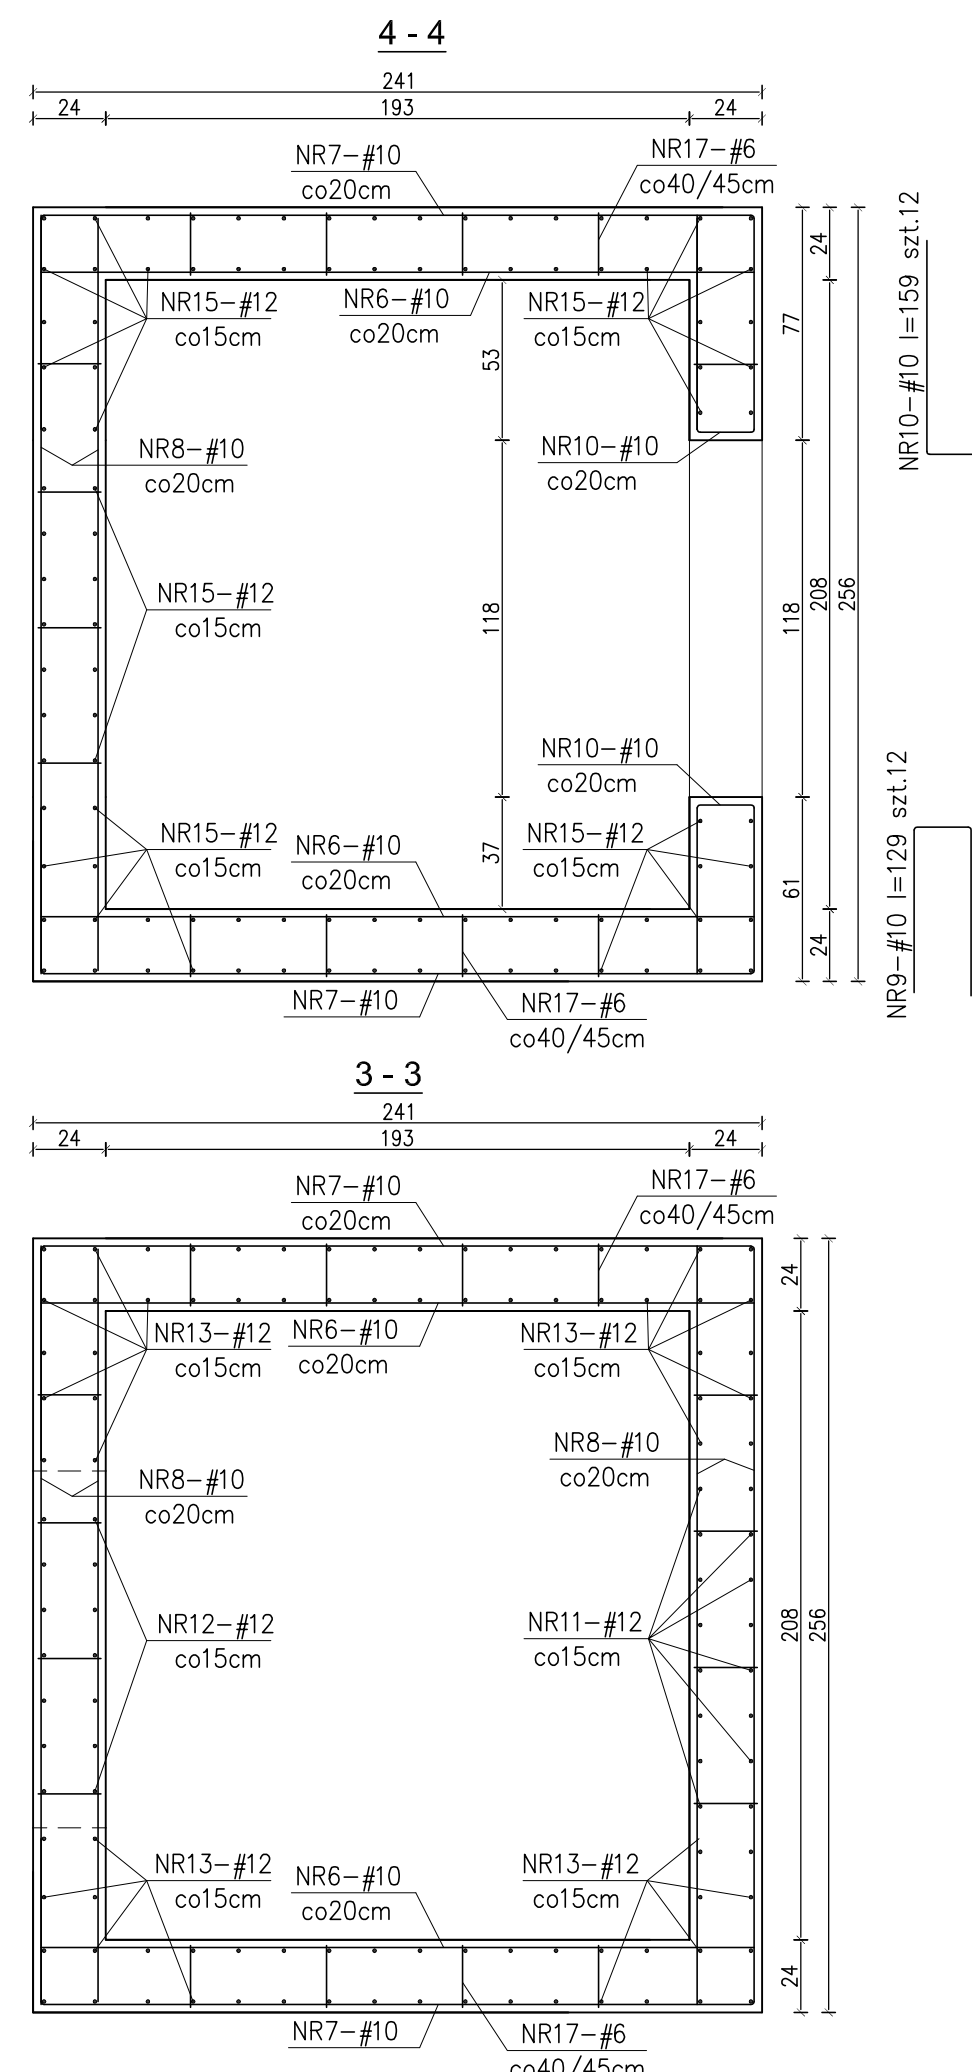 4 - 4
241
24
193
24
NR7-#10
co20cm
NR17-#6
co40/45cm
NR15-#12
co15cm
NR6-#10
co20cm
NR15-#12
co15cm
24
77
53
NR10-#10 l=159 szt.12
NR8-#10
co20cm
NR10-#10
co20cm
NR15-#12
co15cm
118
118
208
256
NR10-#10
co20cm
NR15-#12
co15cm
NR6-#10
co20cm
NR15-#12
co15cm
37
61
24
NR9-#10 l=129 szt.12
NR7-#10
NR17-#6
co40/45cm
3 - 3
241
24
193
24
NR7-#10
co20cm
NR17-#6
co40/45cm
24
NR13-#12
co15cm
NR6-#10
co20cm
NR13-#12
co15cm
NR8-#10
co20cm
NR8-#10
co20cm
NR12-#12
co15cm
NR11-#12
co15cm
208
256
NR13-#12
co15cm
NR6-#10
co20cm
NR13-#12
co15cm
24
NR7-#10
NR17-#6
co40/45cm